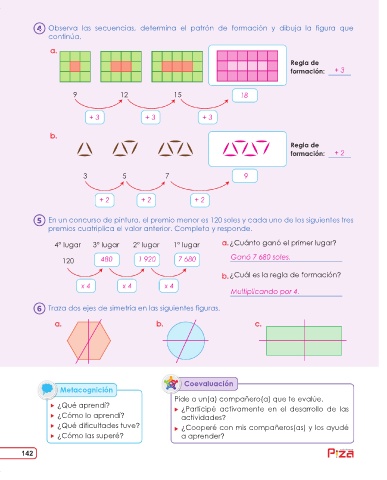 4 Observa las secuencias, determina el patrón de formación y dibuja la figura que
continúa.
a.
Regla de
formación: + 3
9 12 15 18
+ 3 + 3 + 3
b.
Regla de
formación: + 2
3 5 7 9
+ 2 + 2 + 2
5 En un concurso de pintura, el premio menor es 120 soles y cada uno de los siguientes tres
premios cuatriplica el valor anterior. Completa y responde.
4° lugar 3° lugar 2° lugar 1° lugar
120 480 1 920 7 680
x 4 x 4 x 4
a. ¿Cuánto ganó el primer lugar?
Ganó 7 680 soles.
b. ¿Cuál es la regla de formación?
Multiplicando por 4.
6 Traza dos ejes de simetría en las siguientes figuras.
a. b. c.
Metacognición
¿Qué aprendí?
¿Cómo lo aprendí?
¿Qué dificultades tuve?
¿Cómo las superé?
Coevaluación
Pide a un(a) compañero(a) que te evalúe.
¿Participé activamente en el desarrollo de las
actividades?
¿Cooperé con mis compañeros(as) y los ayudé
a aprender?
142